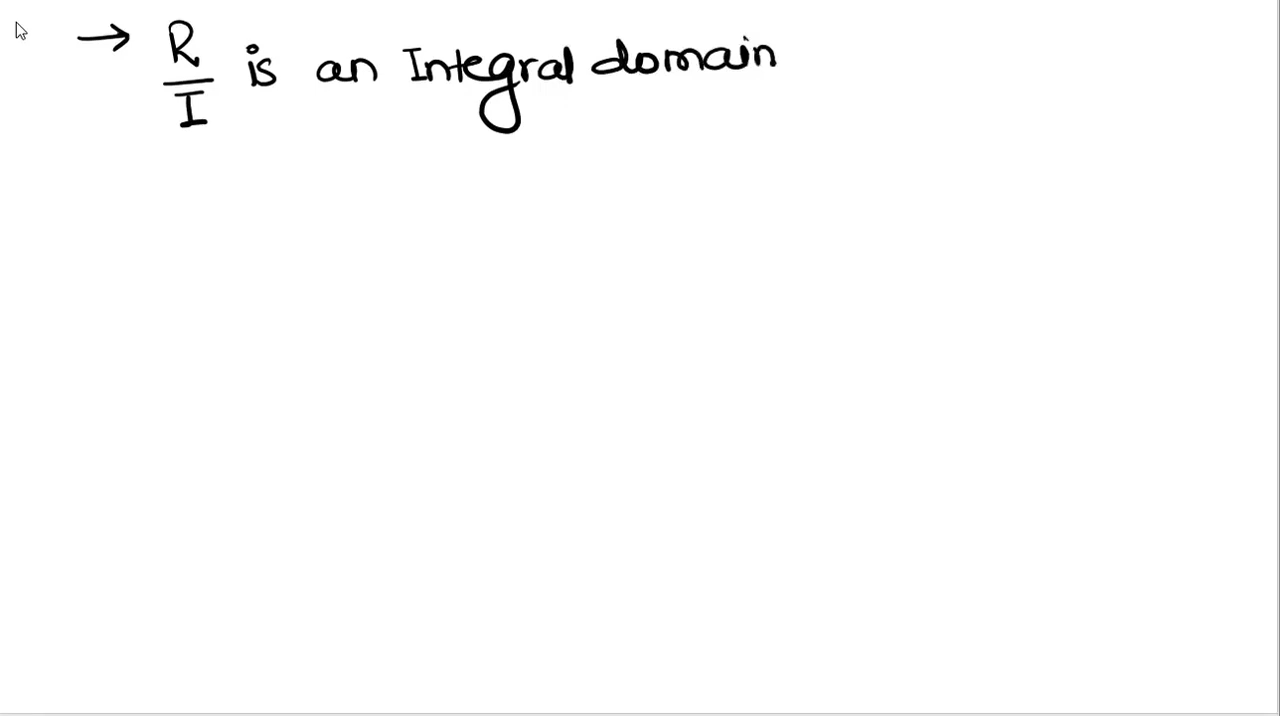 → R/I is an Integral domain